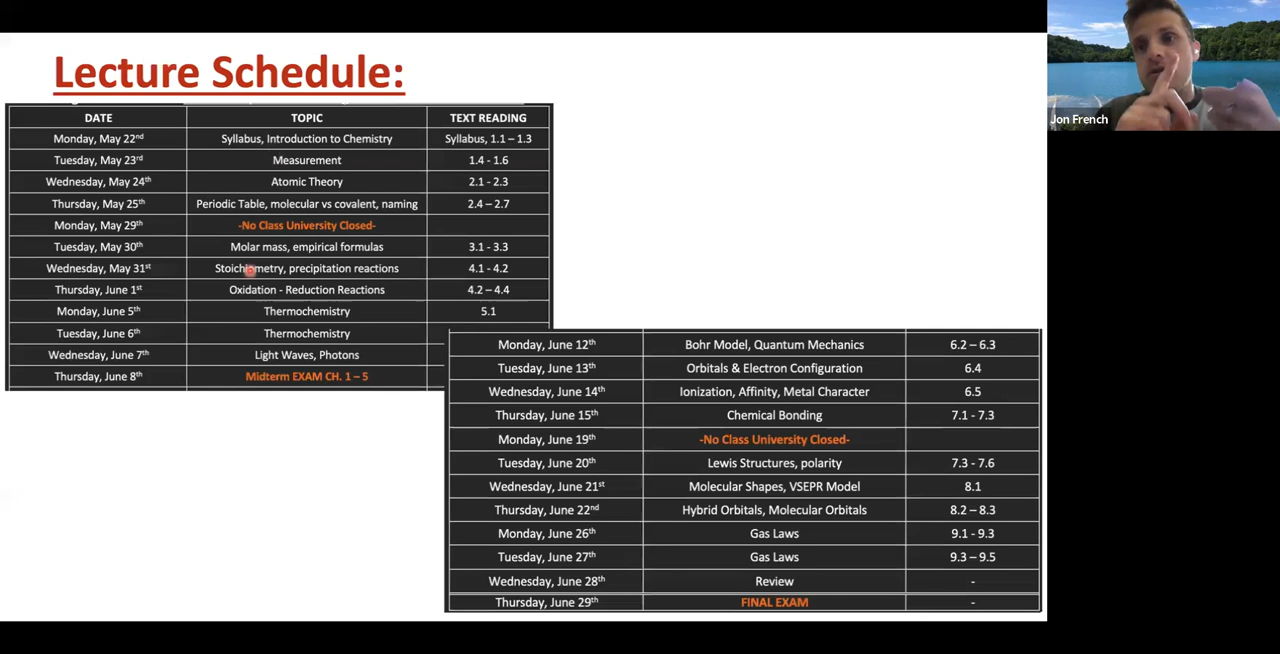 Lecture Schedule:
DATE TOPIC TEXT READING
Monday, May 22nd Syllabus, Introduction to Chemistry Syllabus, 1.1 – 1.3
Tuesday, May 23rd Measurement 1.4 - 1.6
Wednesday, May 24th Atomic Theory 2.1 - 2.3
Thursday, May 25th Periodic Table, molecular vs covalent, naming 2.4 – 2.7
Monday, May 29th -No Class University Closed-
Tuesday, May 30th Molar mass, empirical formulas 3.1 - 3.3
Wednesday, May 31st Stoichiometry, precipitation reactions 4.1 - 4.2
Thursday, June 1st Oxidation - Reduction Reactions 4.2 – 4.4
Monday, June 5th Thermochemistry 5.1
Tuesday, June 6th Thermochemistry
Wednesday, June 7th Light Waves, Photons
Thursday, June 8th Midterm EXAM CH. 1 – 5
Monday, June 12th Bohr Model, Quantum Mechanics 6.2 – 6.3
Tuesday, June 13th Orbitals & Electron Configuration 6.4
Wednesday, June 14th Ionization, Affinity, Metal Character 6.5
Thursday, June 15th Chemical Bonding 7.1 - 7.3
Monday, June 19th -No Class University Closed-
Tuesday, June 20th Lewis Structures, polarity 7.3 - 7.6
Wednesday, June 21st Molecular Shapes, VSEPR Model 8.1
Thursday, June 22nd Hybrid Orbitals, Molecular Orbitals 8.2 – 8.3
Monday, June 26th Gas Laws 9.1 - 9.3
Tuesday, June 27th Gas Laws 9.3 – 9.5
Wednesday, June 28th Review -
Thursday, June 29th FINAL EXAM -
Jon French